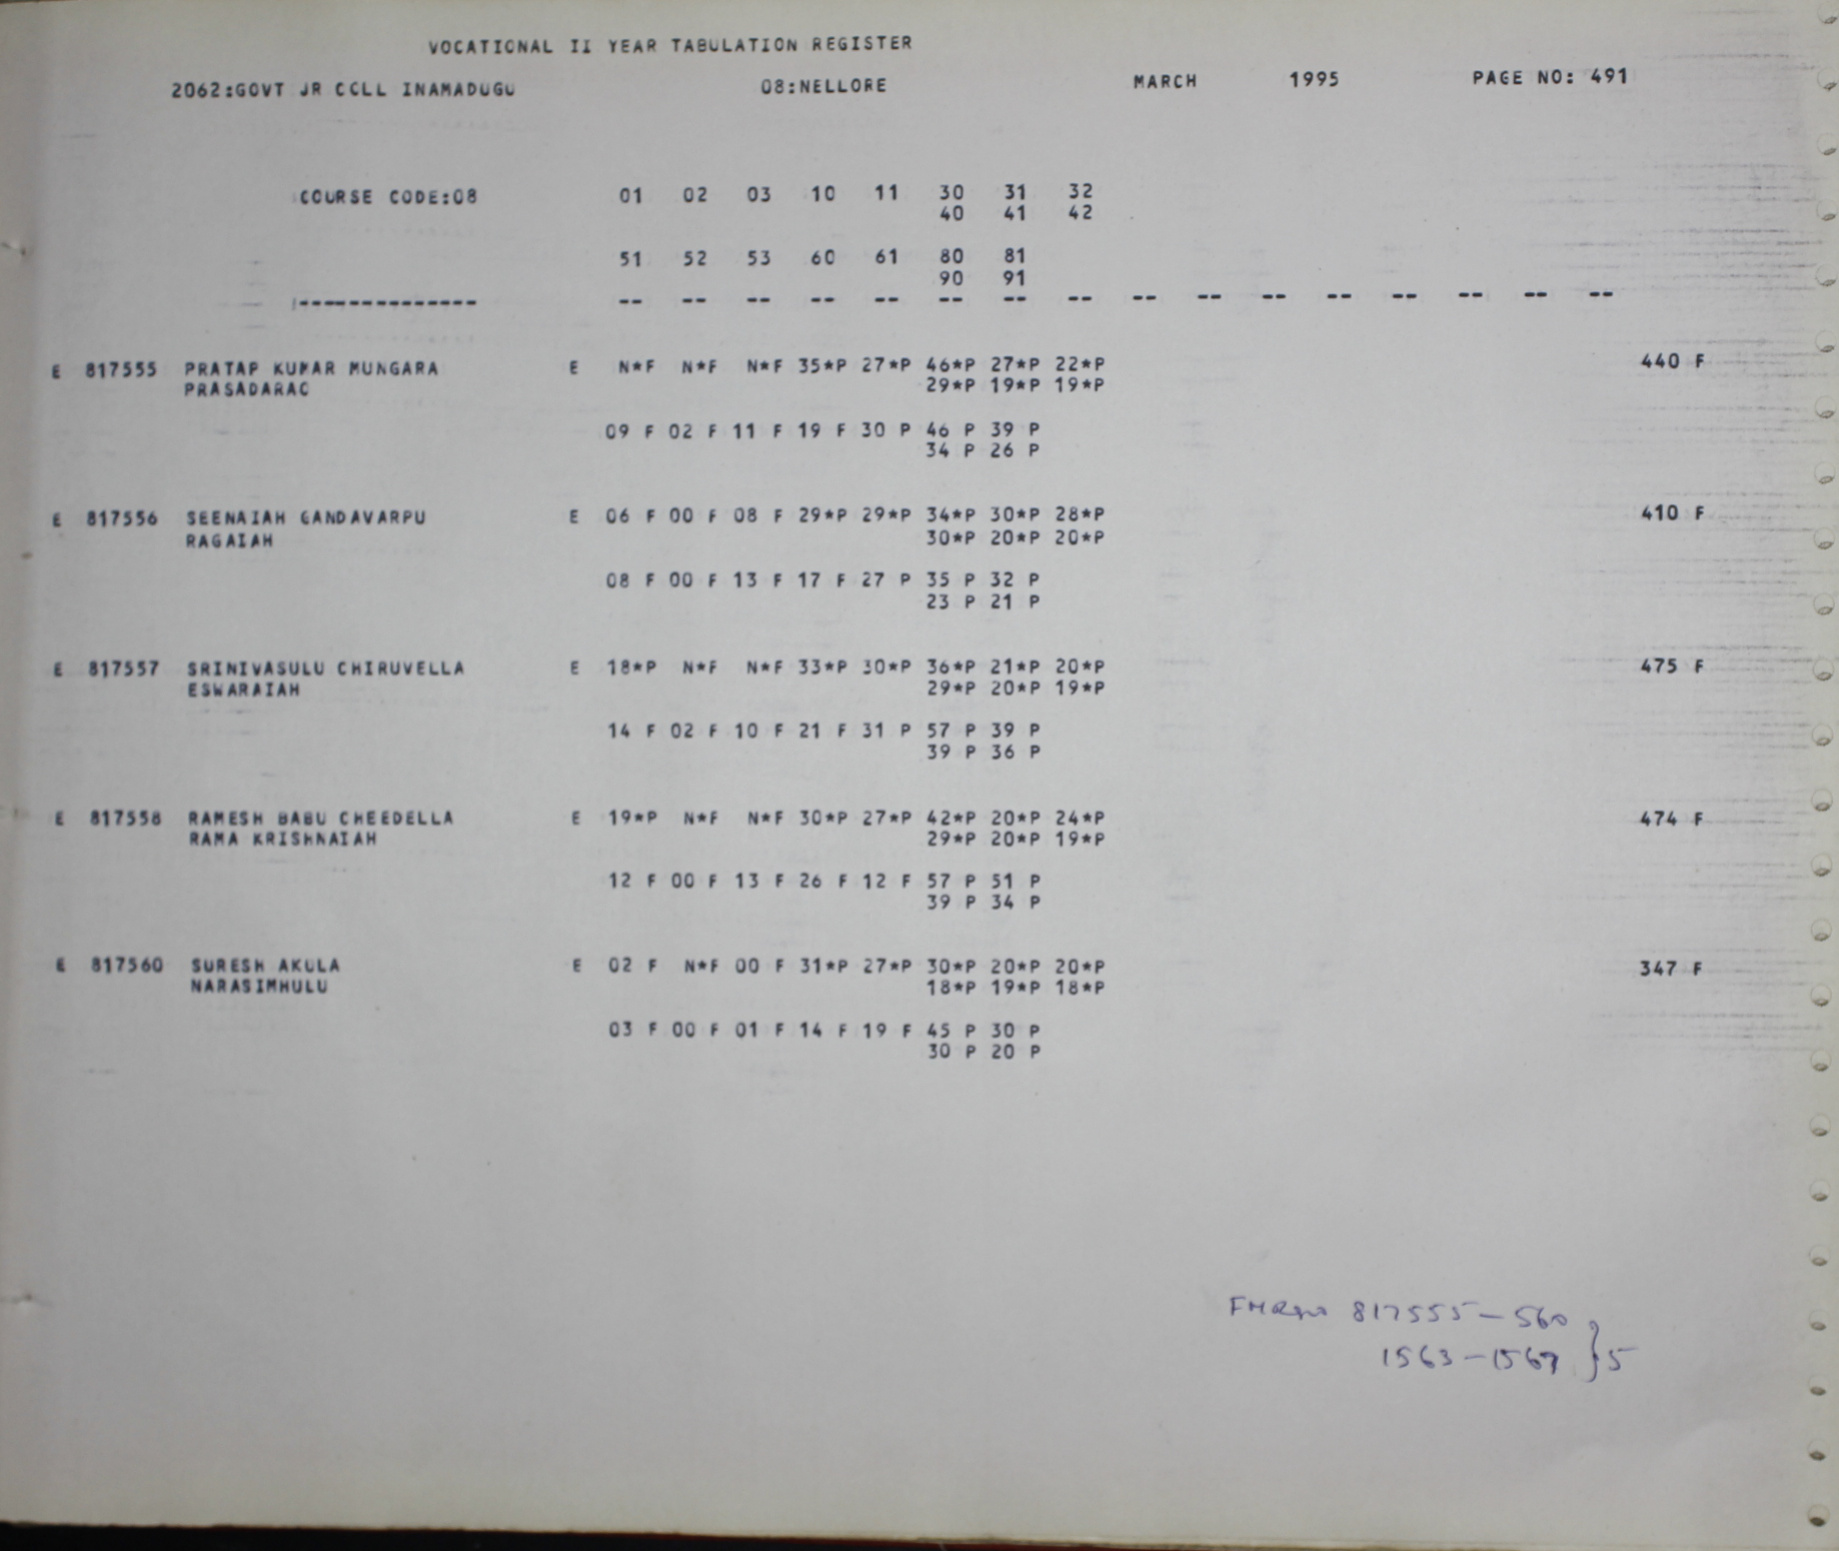 VOCATIONAL II YEAR TABULATION REGISTER
2062:GOVT JR CCLL INAMADUGU 08:NELLORE MARCH 1995 PAGE NO: 491
COURSE CODE:08 01 02 03 10 11 30 31 32
40 41 42
51 52 53 60 61 80 81
90 91
-------------- -- -- -- -- -- -- -- -- -- -- -- -- -- -- -- --
E 817555 PRATAP KUMAR MUNGARA E N*F N*F N*F 35*P 27*P 46*P 27*P 22*P 440 F
PRASADARAC 29*P 19*P 19*P
09 F 02 F 11 F 19 F 30 P 46 P 39 P
34 P 26 P
E 817556 SEENAIAH GANDAVARPU E 06 F 00 F 08 F 29*P 29*P 34*P 30*P 28*P 410 F
RAGAIAH 30*P 20*P 20*P
08 F 00 F 13 F 17 F 27 P 35 P 32 P
23 P 21 P
E 817557 SRINIVASULU CHIRUVELLA E 18*P N*F N*F 33*P 30*P 36*P 21*P 20*P 475 F
ESWARAIAH 29*P 20*P 19*P
14 F 02 F 10 F 21 F 31 P 57 P 39 P
39 P 36 P
E 817558 RAMESH BABU CHEEDELLA E 19*P N*F N*F 30*P 27*P 42*P 20*P 24*P 474 F
RAMA KRISHNAIAH 29*P 20*P 19*P
12 F 00 F 13 F 26 F 12 F 57 P 51 P
39 P 34 P
E 817560 SURESH AKULA E 02 F N*F 00 F 31*P 27*P 30*P 20*P 20*P 347 F
NARASIMHULU 18*P 19*P 18*P
03 F 00 F 01 F 14 F 19 F 45 P 30 P
30 P 20 P
817555-560
1563-1567 } 5